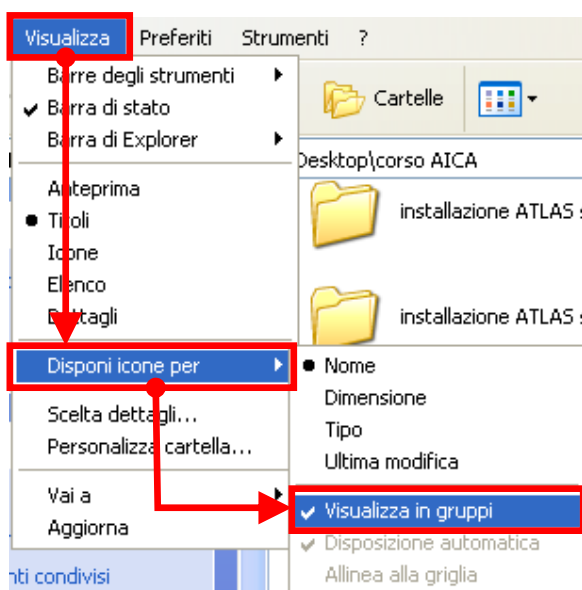 Visualizza Preferiti Strumenti ?
Barre degli strumenti
Barra di stato
Barra di Explorer
Anteprima
Titoli
Icone
Elenco
Dettagli
Disponi icone per
Scelta dettagli...
Personalizza cartella...
Vai a
Aggiorna
Cartelle
Desktop\corso AICA
installazione ATLAS s
installazione ATLAS s
Nome
Dimensione
Tipo
Ultima modifica
Visualizza in gruppi
Disposizione automatica
Allinea alla griglia
nti condivisi